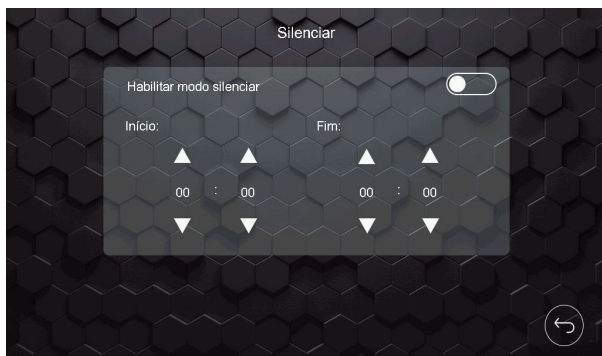 Silenciar
Habilitar modo silenciar
Início: Fim:
00 : 00 00 : 00